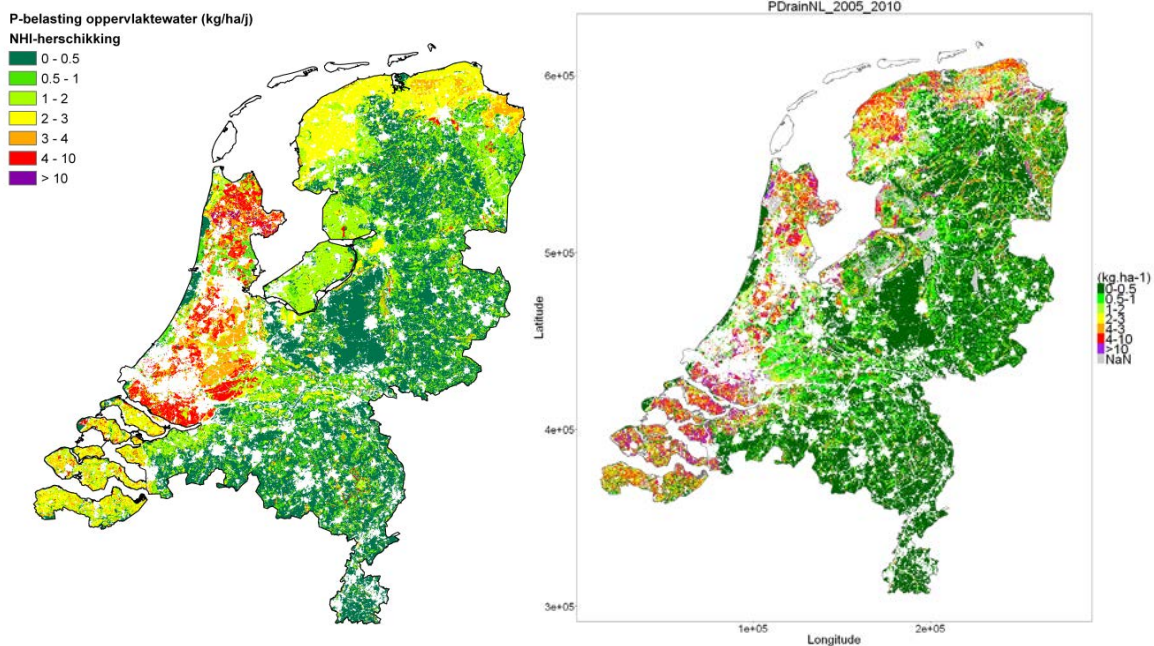 P-belasting oppervlaktewater (kg/ha/j)
NHI-herschikking
0 - 0.5
0.5 - 1
1 - 2
2 - 3
3 - 4
4 - 10
> 10
PDrainNL_2005_2010
6e+05
5e+05
4e+05
3e+05
Latitude
1e+05
2e+05
Longitude
(kg.ha-1)
0-0.5
0.5-1
1-2
2-3
4-3
4-10
>10
NaN